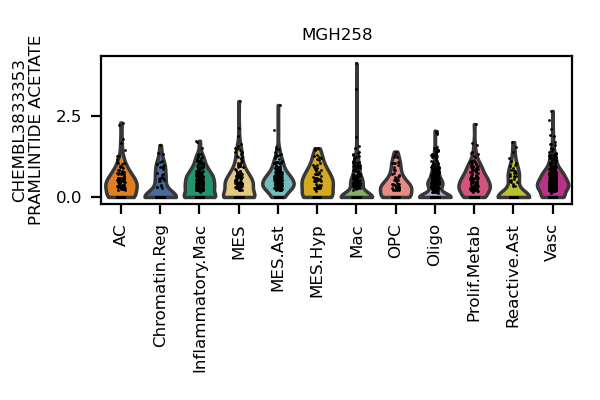 MGH258
CHEMBL3833353
PRAMLINTIDE ACETATE
2.5
0.0
AC
Chromatin.Reg
Inflammatory.Mac
MES
MES.Ast
MES.Hyp
Mac
OPC
Oligo
Prolif.Metab
Reactive.Ast
Vasc